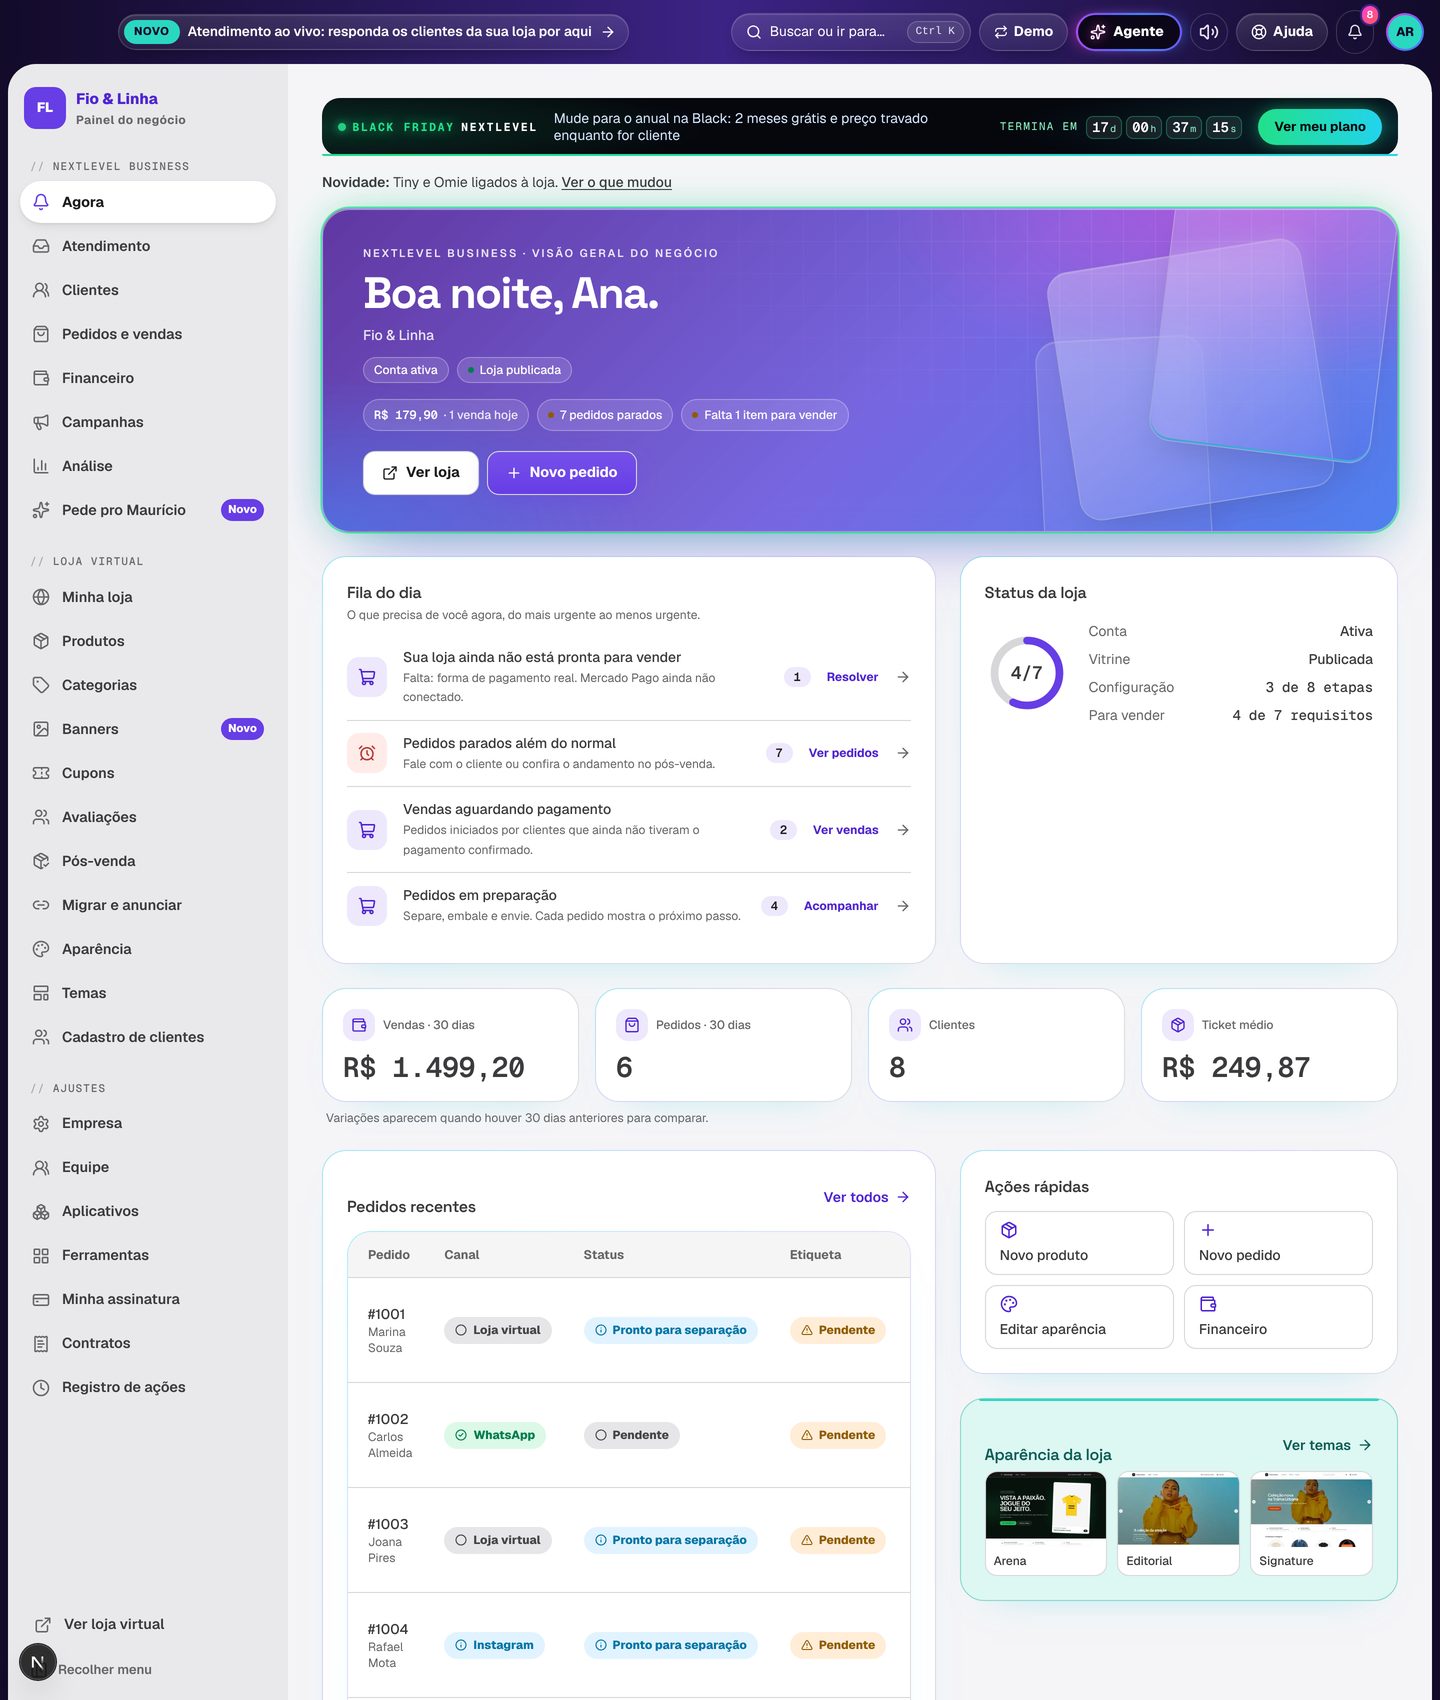 NOVO Atendimento ao vivo: responda os clientes da sua loja por aqui
Buscar ou ir para... Ctrl K
Demo
Agente
Ajuda
8
AR
FL
Fio & Linha
Painel do negócio
// NEXTLEVEL BUSINESS
Agora
Atendimento
Clientes
Pedidos e vendas
Financeiro
Campanhas
Análise
Pede pro Maurício Novo
// LOJA VIRTUAL
Minha loja
Produtos
Categorias
Banners Novo
Cupons
Avaliações
Pós-venda
Migrar e anunciar
Aparência
Temas
Cadastro de clientes
// AJUSTES
Empresa
Equipe
Aplicativos
Ferramentas
Minha assinatura
Contratos
Registro de ações
Ver loja virtual
N
Recolher menu
BLACK FRIDAY NEXTLEVEL
Mude para o anual na Black: 2 meses grátis e preço travado
enquanto for cliente
TERMINA EM 17d 00h 37m 15s
Ver meu plano
Novidade: Tiny e Omie ligados à loja. Ver o que mudou
NEXTLEVEL BUSINESS · VISÃO GERAL DO NEGÓCIO
Boa noite, Ana.
Fio & Linha
Conta ativa
Loja publicada
R$ 179,90 · 1 venda hoje
7 pedidos parados
Falta 1 item para vender
Ver loja
Novo pedido
Fila do dia
O que precisa de você agora, do mais urgente ao menos urgente.
Sua loja ainda não está pronta para vender
Falta: forma de pagamento real. Mercado Pago ainda não
conectado.
1 Resolver
Pedidos parados além do normal
Fale com o cliente ou confira o andamento no pós-venda.
7 Ver pedidos
Vendas aguardando pagamento
Pedidos iniciados por clientes que ainda não tiveram o
pagamento confirmado.
2 Ver vendas
Pedidos em preparação
Separe, embale e envie. Cada pedido mostra o próximo passo.
4 Acompanhar
Status da loja
4/7
Conta Ativa
Vitrine Publicada
Configuração 3 de 8 etapas
Para vender 4 de 7 requisitos
Vendas · 30 dias
R$ 1.499,20
Pedidos · 30 dias
6
Clientes
8
Ticket médio
R$ 249,87
Variações aparecem quando houver 30 dias anteriores para comparar.
Pedidos recentes
Ver todos
Pedido Canal Status Etiqueta
#1001
Marina
Souza
Loja virtual
Pronto para separação
Pendente
#1002
Carlos
Almeida
WhatsApp
Pendente
Pendente
#1003
Joana
Pires
Loja virtual
Pronto para separação
Pendente
#1004
Rafael
Mota
Instagram
Pronto para separação
Pendente
Ações rápidas
Novo produto
Novo pedido
Editar aparência
Financeiro
Aparência da loja
Ver temas
VISTA A PAIXÃO.
JOGUE DO
SEU JEITO.
Arena
Editorial
Signature